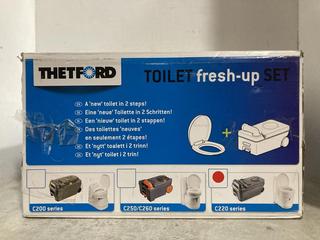 THETFORD
TOILET fresh-up SET
A 'new' toilet in 2 steps!
Eine 'neue' Toilette in 2 Schritten!
Een 'nieuw' toilet in 2 stappen!
Des toilettes 'neuves'
en seulement 2 étapes!
Et 'nyt' toalett i 2 trinn!
Et 'nyt' toilet i 2 trin!
+
C200 series
C250/C260 series
C220 series